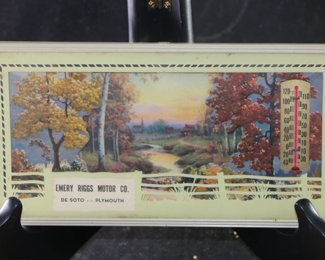 EMERY RIGGS MOTOR CO.
DE SOTO -- PLYMOUTH